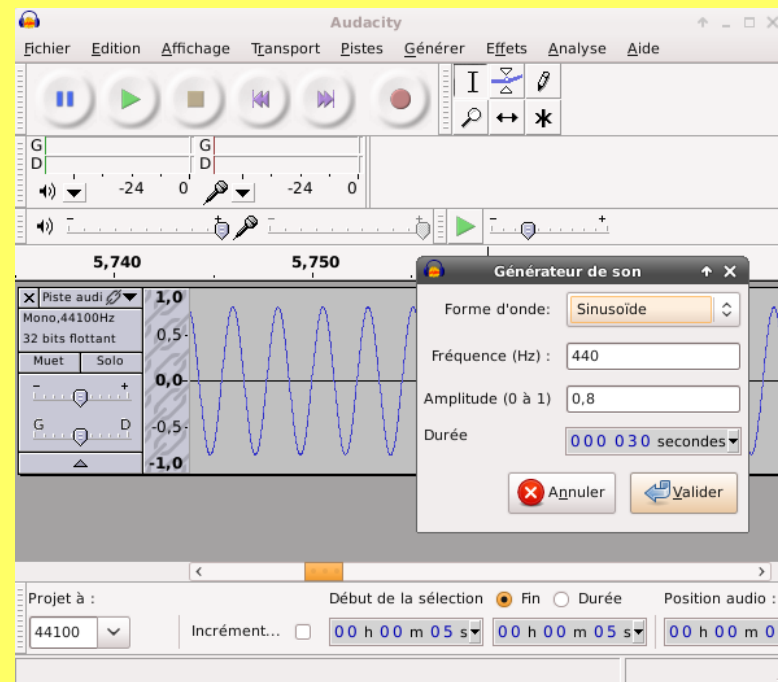 Audacity
Fichier Edition Affichage Transport Pistes Générer Effets Analyse Aide
G
D
-24 0
G
D
-24 0
- +
- +
- +
5,740 5,750
Piste audi
Mono,44100Hz
32 bits flottant
Muet Solo
- +
G D
1,0
0,5
0,0
-0,5
-1,0
Générateur de son
Forme d'onde: Sinusoïde
Fréquence (Hz) : 440
Amplitude (0 à 1) 0,8
Durée 000 030 secondes
Annuler Valider
Projet à : Début de la sélection Fin Durée Position audio :
44100 Incrément... 00 h 00 m 05 s 00 h 00 m 05 s 00 h 00 m 0